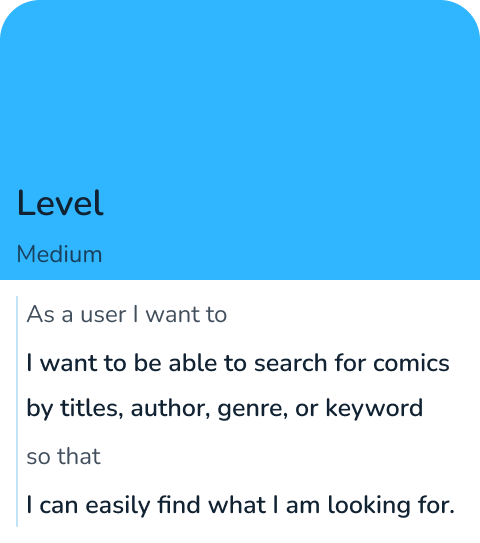 Level
Medium
As a user I want to
I want to be able to search for comics
by titles, author, genre, or keyword
so that
I can easily find what I am looking for.